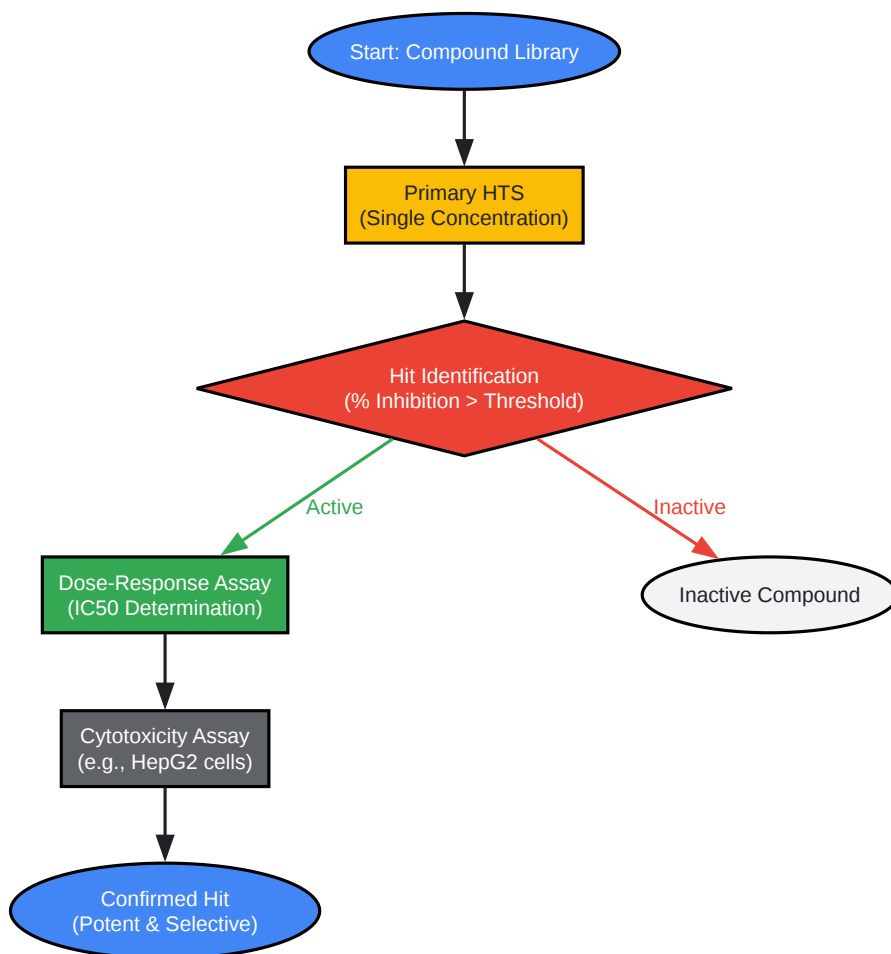 Start: Compound Library
Primary HTS
(Single Concentration)
Hit Identification
(% Inhibition > Threshold)
Active
Inactive
Dose-Response Assay
(IC50 Determination)
Inactive Compound
Cytotoxicity Assay
(e.g., HepG2 cells)
Confirmed Hit
(Potent & Selective)